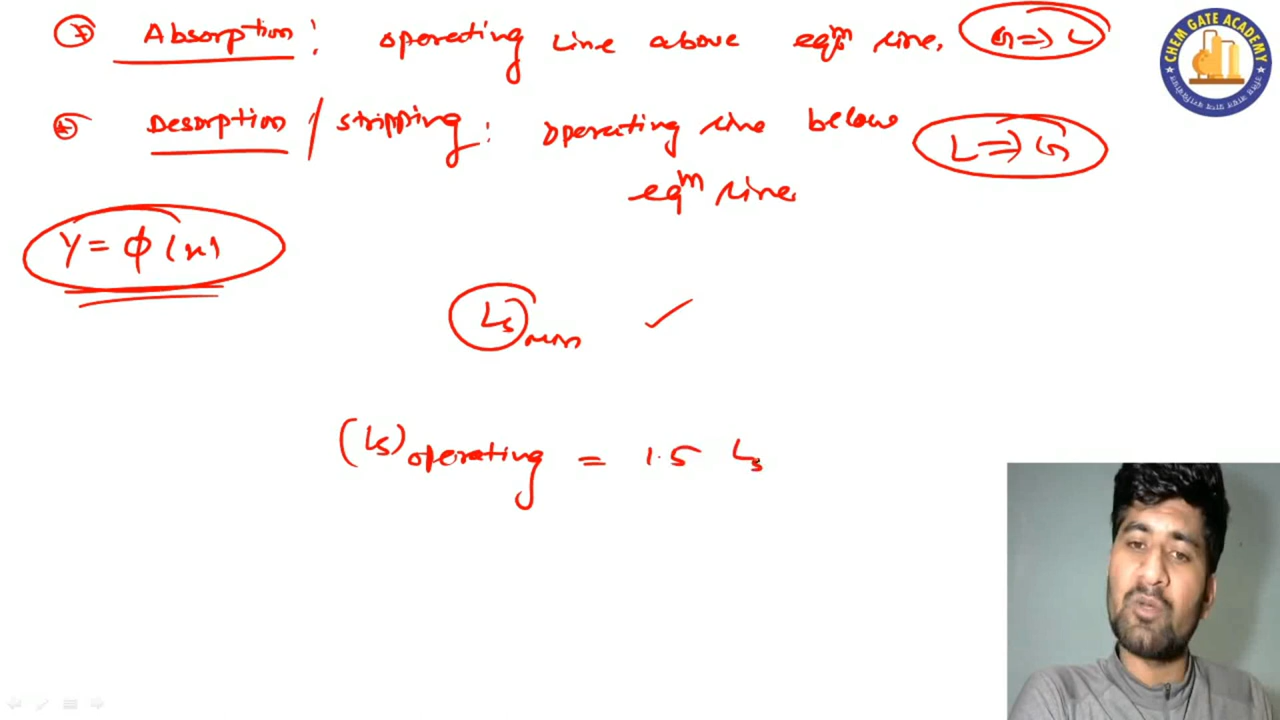 Absorption : operating line above eqm line. G ⇒ L
Desorption / stripping : operating line below L ⇒ G
eqm line
Y = φ(x)
Ls min ✓
(Ls) operating = 1.5 Ls
CHEM GATE ACADEMY